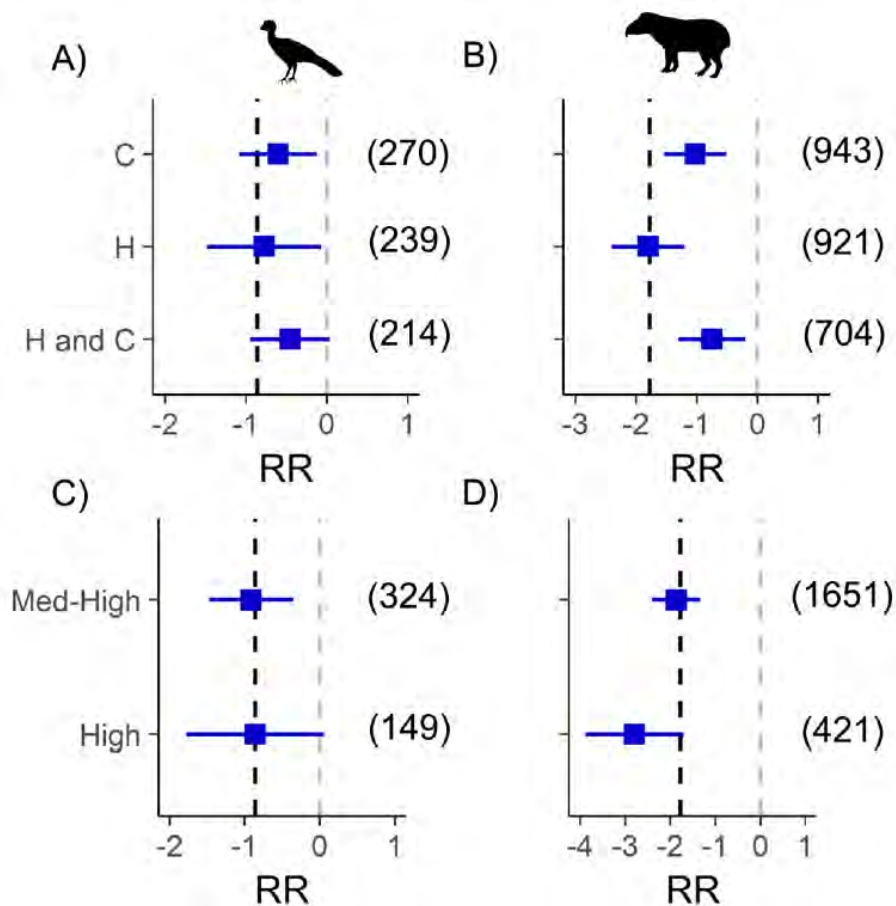 A)
B)
C
(270)
(943)
H
(239)
(921)
H and C
(214)
(704)
-2 -1 0 1
-3 -2 -1 0 1
RR
RR
C)
D)
Med-High
(324)
(1651)
High
(149)
(421)
-2 -1 0 1
-4 -3 -2 -1 0 1
RR
RR